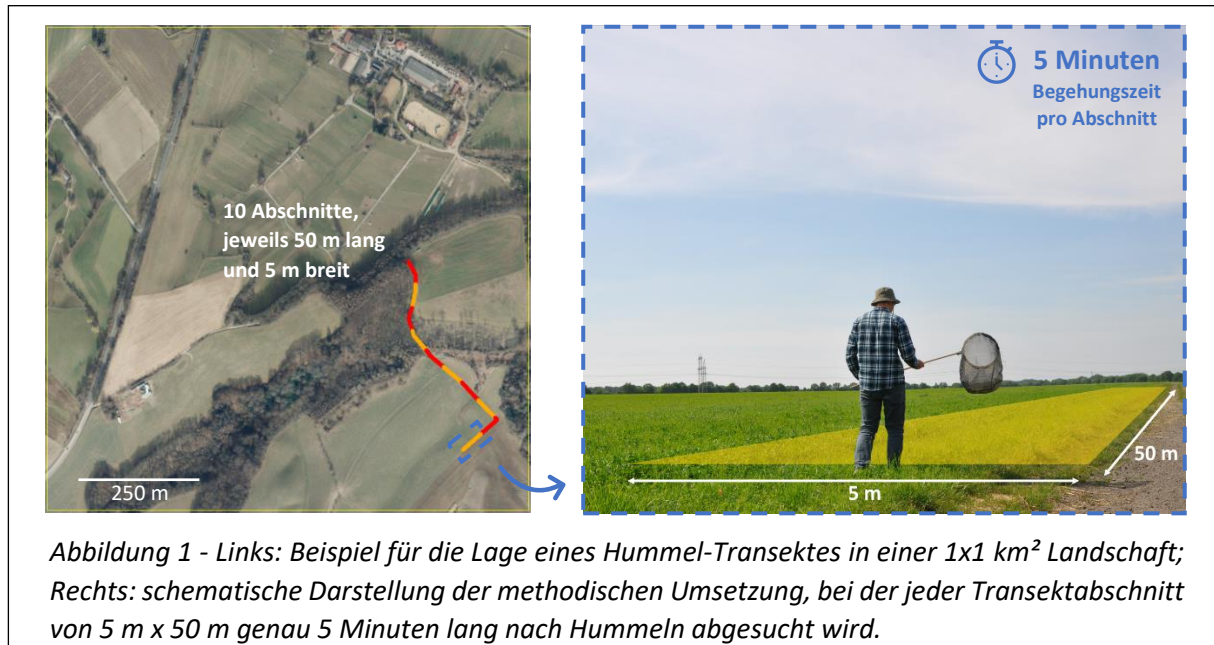 10 Abschnitte,
jeweils 50 m lang
und 5 m breit
250 m
5 Minuten
Begehungszeit
pro Abschnitt
50 m
5 m
Abbildung 1 - Links: Beispiel für die Lage eines Hummel-Transektes in einer 1x1 km² Landschaft;
Rechts: schematische Darstellung der methodischen Umsetzung, bei der jeder Transektabschnitt
von 5 m x 50 m genau 5 Minuten lang nach Hummeln abgesucht wird.